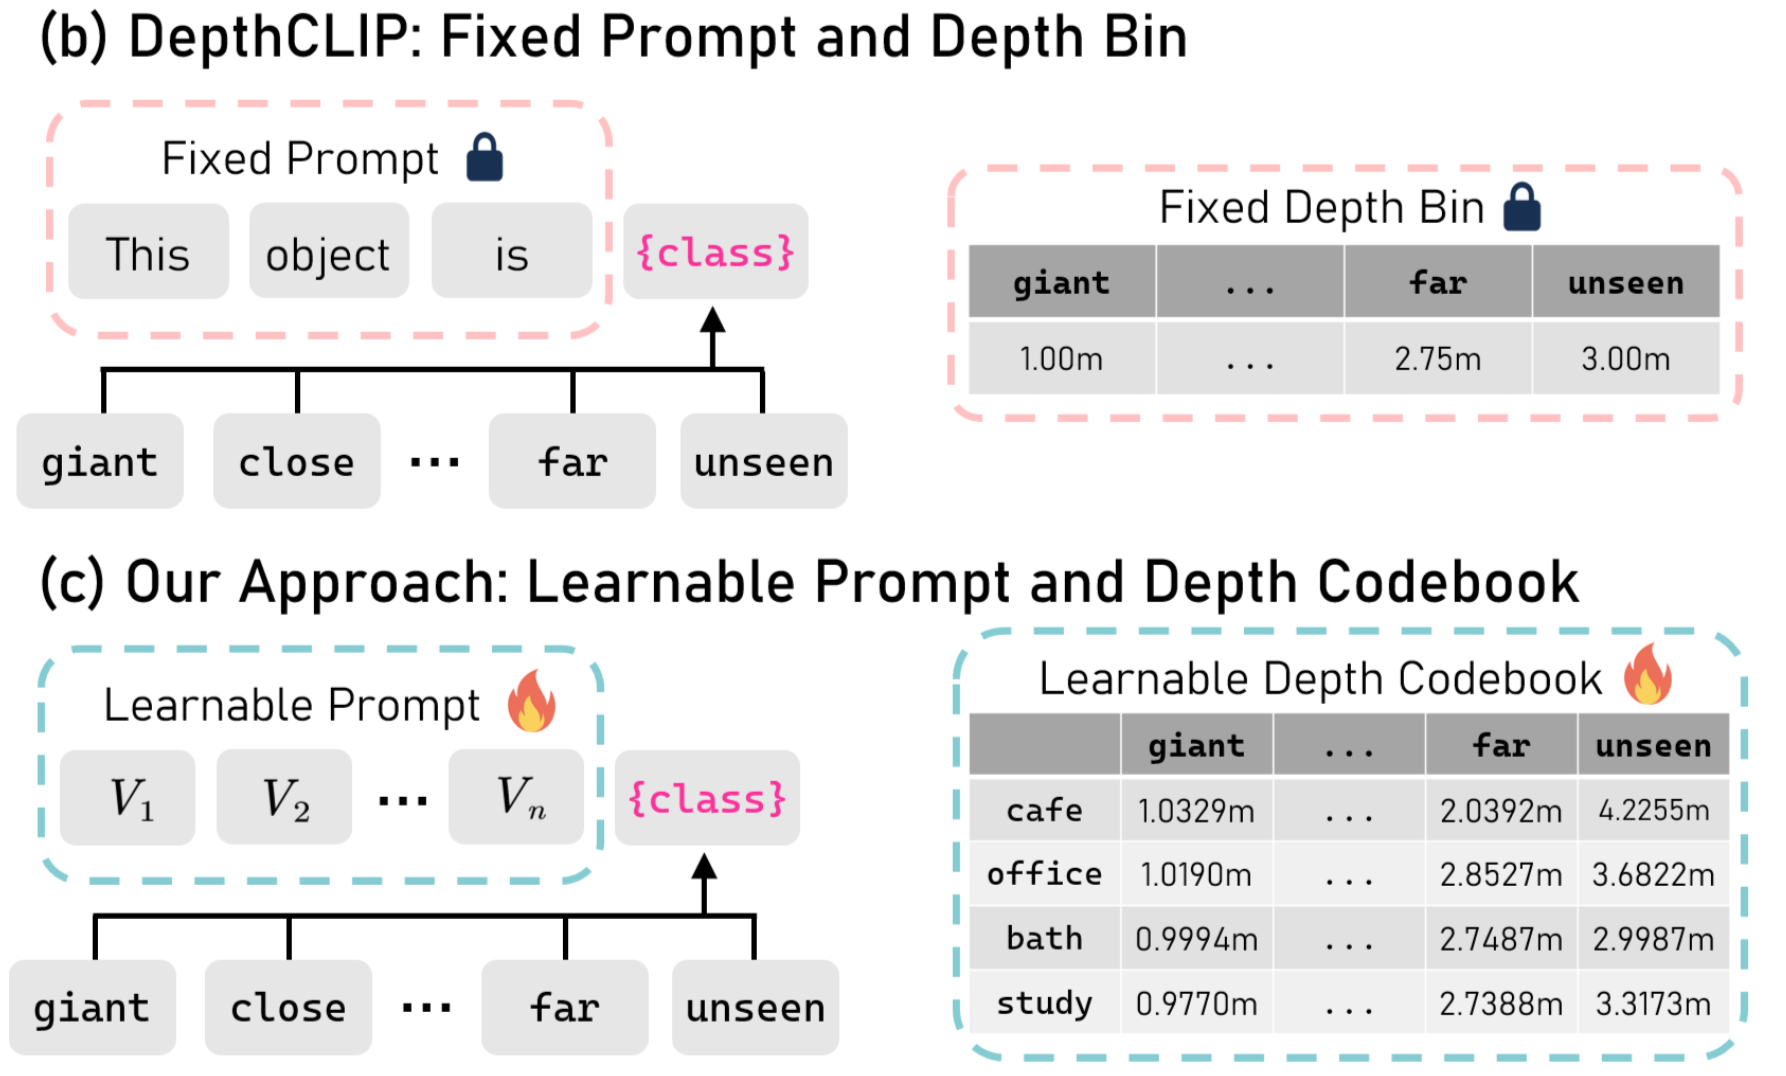 (b) DepthCLIP: Fixed Prompt and Depth Bin
Fixed Prompt
This object is {class}
giant close ... far unseen
Fixed Depth Bin
giant ... far unseen
1.00m ... 2.75m 3.00m
(c) Our Approach: Learnable Prompt and Depth Codebook
Learnable Prompt
V1 V2 ... Vn {class}
giant close ... far unseen
Learnable Depth Codebook
giant ... far unseen
cafe 1.0329m ... 2.0392m 4.2255m
office 1.0190m ... 2.8527m 3.6822m
bath 0.9994m ... 2.7487m 2.9987m
study 0.9770m ... 2.7388m 3.3173m